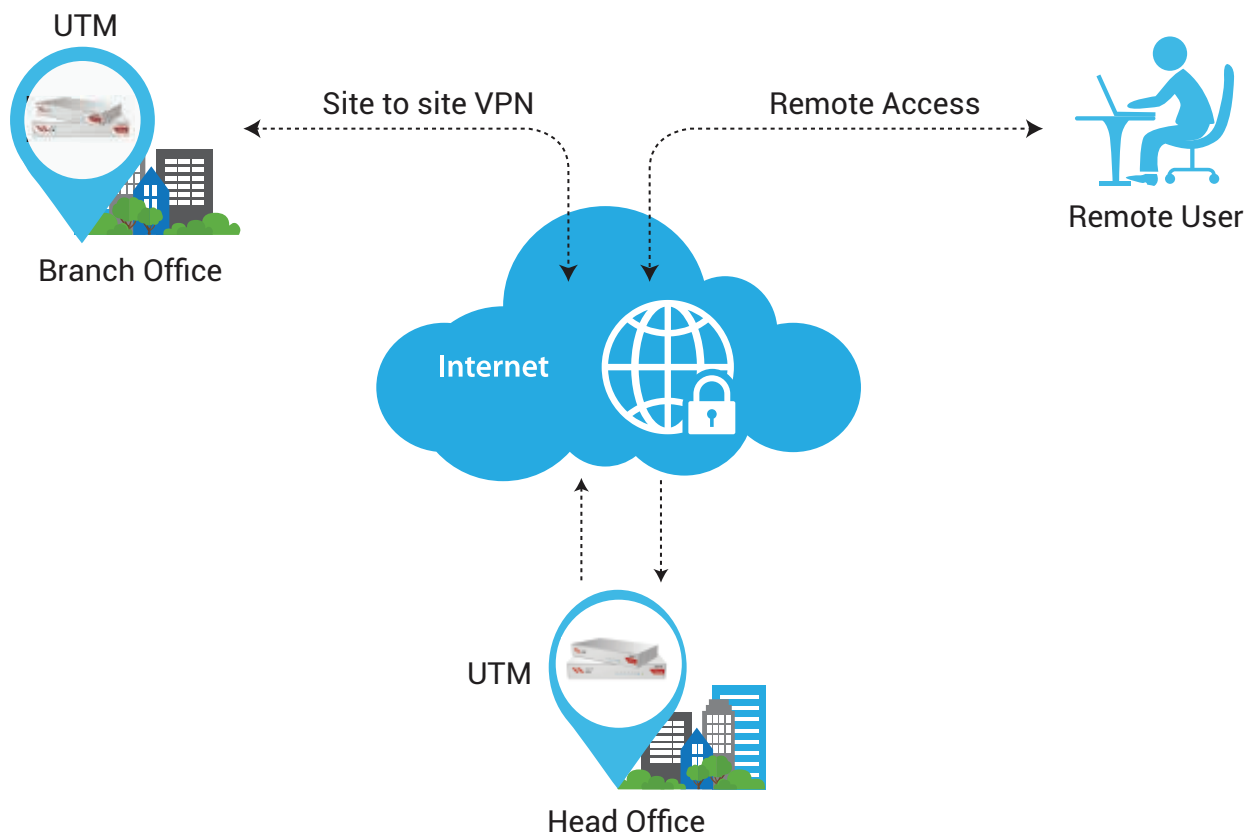 UTM
Site to site VPN
Remote Access
Remote User
Branch Office
Internet
UTM
Head Office